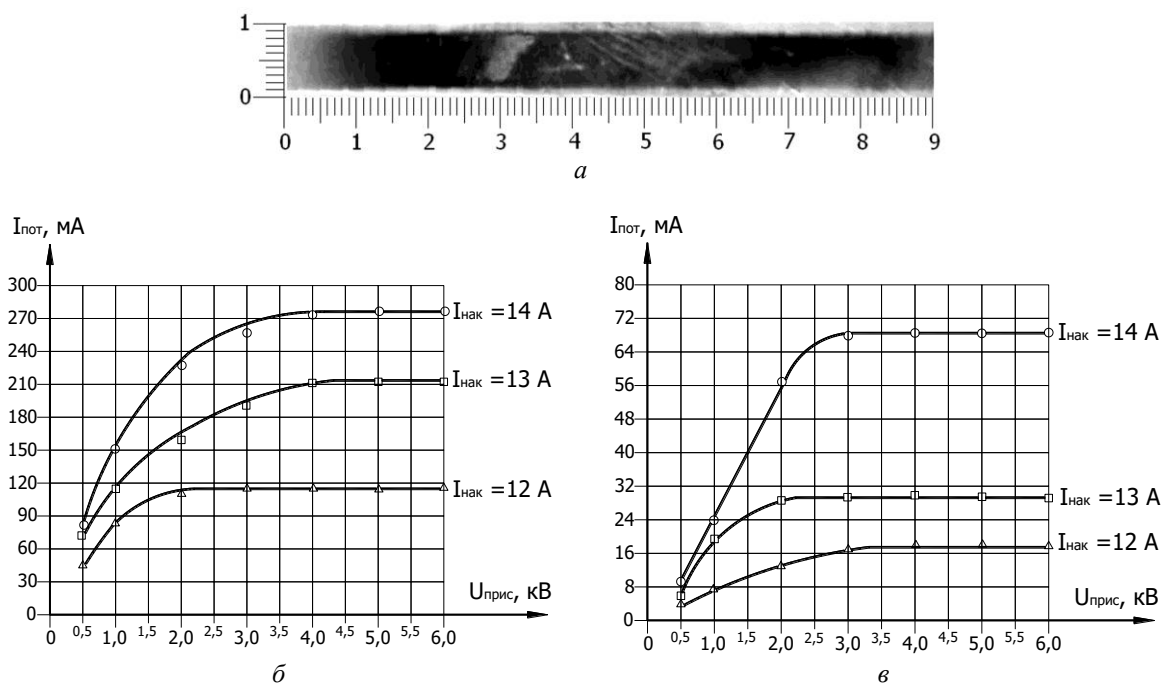 1
0
0 1 2 3 4 5 6 7 8 9
а
Iпот, мА
300
270
240
210
180
150
120
90
60
30
0
Iнак =14 А
Iнак =13 А
Iнак =12 А
Uприс, кВ
0 0,5 1,0 1,5 2,0 2,5 3,0 3,5 4,0 4,5 5,0 5,5 6,0
б
Iпот, мА
80
72
64
56
48
40
32
24
16
8
0
Iнак =14 А
Iнак =13 А
Iнак =12 А
Uприс, кВ
0 0,5 1,0 1,5 2,0 2,5 3,0 3,5 4,0 4,5 5,0 5,5 6,0
в